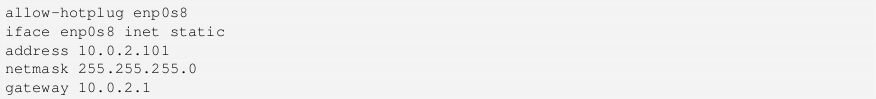 allow-hotplug enp0s8
iface enp0s8 inet static
address 10.0.2.101
netmask 255.255.255.0
gateway 10.0.2.1